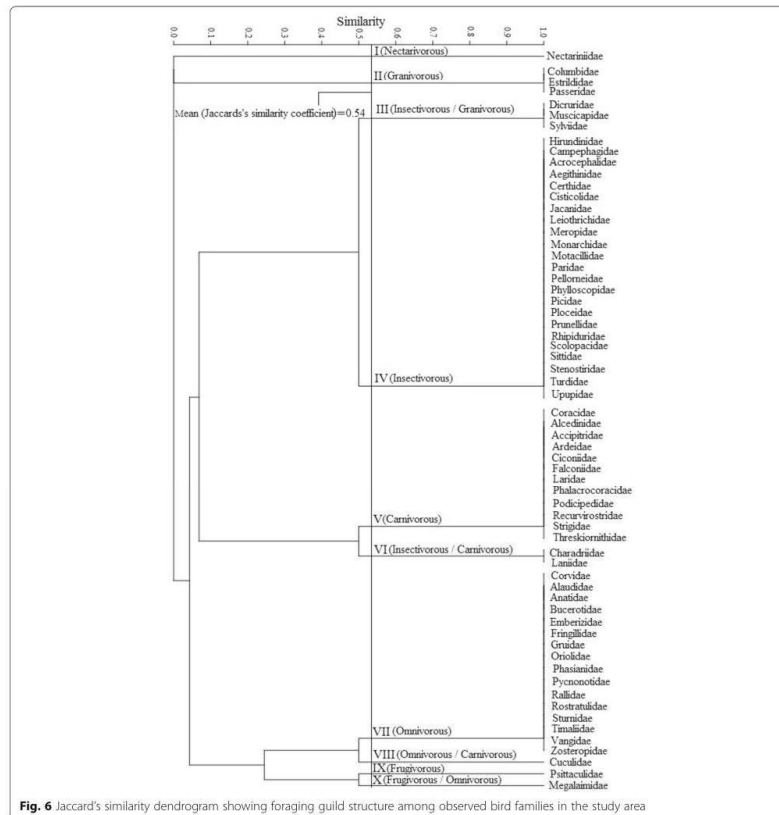 Similarity
0.0 0.1 0.2 0.3 0.4 0.5 0.6 0.7 0.8 0.9 1.0
I (Nectarivorous)
Nectariniidae
II (Granivorous)
Columbidae
Estrildidae
Passeridae
Mean (Jaccards's similarity coefficient)=0.54
III (Insectivorous / Granivorous)
Dicruridae
Muscicapidae
Sylviidae
Hirundinidae
Campephagidae
Acrocephalidae
Aegithinidae
Certhidae
Cisticolidae
Jacanidae
Leiothrichidae
Meropidae
Monarchidae
Motacillidae
Paridae
Pellorneidae
Phylloscopidae
Picidae
Ploceidae
Prunellidae
Rhipiduridae
Scolopacidae
Sittidae
Stenostiridae
IV (Insectivorous)
Turdidae
Upupidae
Coracidae
Alcedinidae
Accipitridae
Ardeidae
Ciconiidae
Falconiidae
Laridae
Phalacrocoracidae
Podicipedidae
Recurvirostridae
V (Carnivorous)
Strigidae
Threskiornithidae
VI (Insectivorous / Carnivorous)
Charadriidae
Laniidae
Corvidae
Alaudidae
Anatidae
Bucerotidae
Emberizidae
Fringillidae
Gruidae
Oriolidae
Phasianidae
Pycnonotidae
Rallidae
Rostratulidae
Sturnidae
Timaliidae
VII (Omnivorous)
Vangidae
Zosteropidae
VIII (Omnivorous / Carnivorous)
Cuculidae
IX (Frugivorous)
Psittaculidae
X (Frugivorous / Omnivorous)
Megalaimidae
Fig. 6 Jaccard's similarity dendrogram showing foraging guild structure among observed bird families in the study area